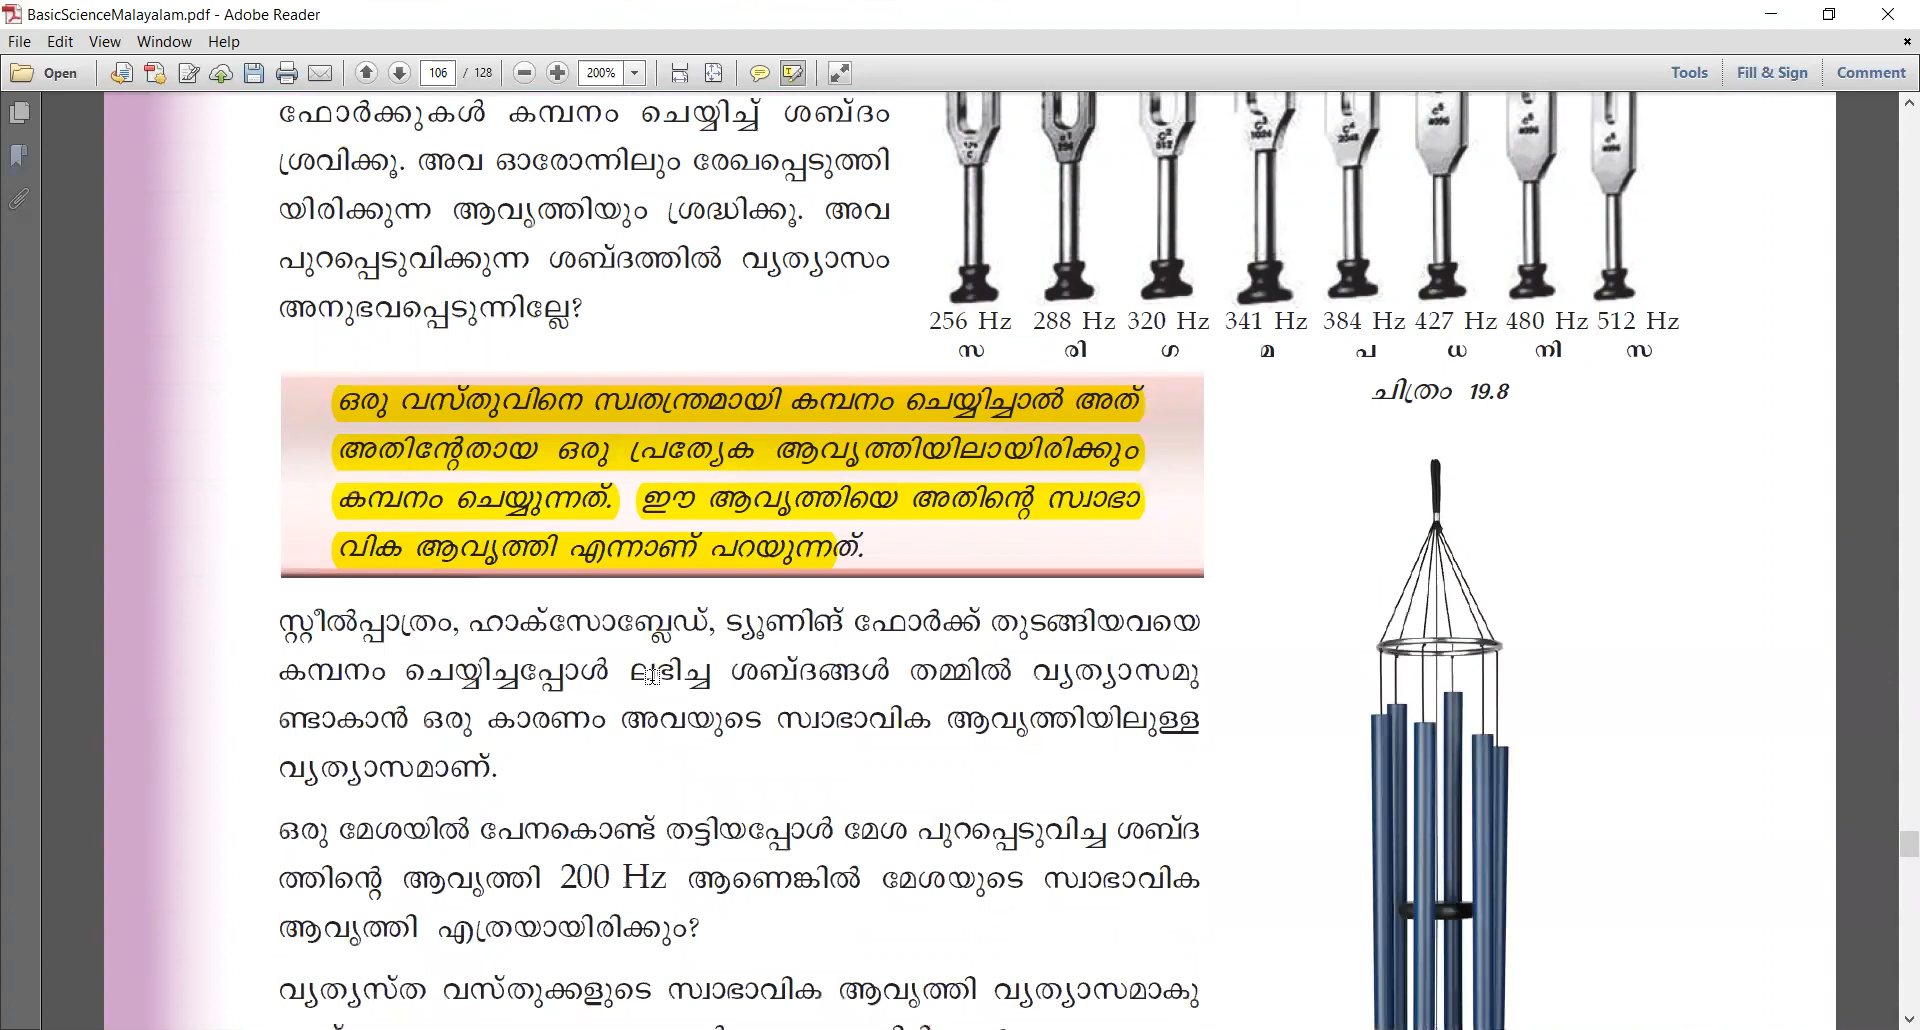 BasicScienceMalayalam.pdf - Adobe Reader
File Edit View Window Help
Open 106 / 128 200% Tools Fill & Sign Comment
ഫോർക്കുകൾ കമ്പനം ചെയ്യിച്ച് ശബ്ദം
ശ്രവിക്കൂ. അവ ഓരോന്നിലും രേഖപ്പെടുത്തി
യിരിക്കുന്ന ആവൃത്തിയും ശ്രദ്ധിക്കൂ. അവ
പുറപ്പെടുവിക്കുന്ന ശബ്ദത്തിൽ വ്യത്യാസം
അനുഭവപ്പെടുന്നില്ലേ?
256 Hz 288 Hz 320 Hz 341 Hz 384 Hz 427 Hz 480 Hz 512 Hz
സ രി ഗ മ പ ധ നി സ
ചിത്രം 19.8
ഒരു വസ്തുവിനെ സ്വതന്ത്രമായി കമ്പനം ചെയ്യിച്ചാൽ അത്
അതിന്റേതായ ഒരു പ്രത്യേക ആവൃത്തിയിലായിരിക്കും
കമ്പനം ചെയ്യുന്നത്. ഈ ആവൃത്തിയെ അതിന്റെ സ്വാഭാ
വിക ആവൃത്തി എന്നാണ് പറയുന്നത്.
സ്റ്റീൽപ്പാത്രം, ഹാക്സോബ്ലേഡ്, ട്യൂണിങ് ഫോർക്ക് തുടങ്ങിയവയെ
കമ്പനം ചെയ്യിച്ചപ്പോൾ ലഭിച്ച ശബ്ദങ്ങൾ തമ്മിൽ വ്യത്യാസമു
ണ്ടാകാൻ ഒരു കാരണം അവയുടെ സ്വാഭാവിക ആവൃത്തിയിലുള്ള
വ്യത്യാസമാണ്.
ഒരു മേശയിൽ പേനകൊണ്ട് തട്ടിയപ്പോൾ മേശ പുറപ്പെടുവിച്ച ശബ്ദ
ത്തിന്റെ ആവൃത്തി 200 Hz ആണെങ്കിൽ മേശയുടെ സ്വാഭാവിക
ആവൃത്തി എത്രയായിരിക്കും?
വ്യത്യസ്ത വസ്തുക്കളുടെ സ്വാഭാവിക ആവൃത്തി വ്യത്യാസമാകു